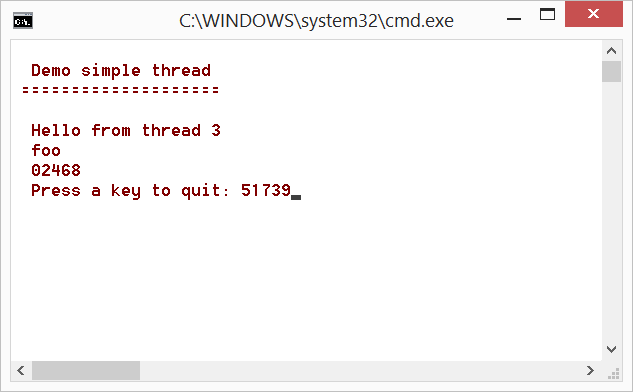 C:\WINDOWS\system32\cmd.exe
Demo simple thread
--------------------
Hello from thread 3
foo
02468
Press a key to quit: 51739